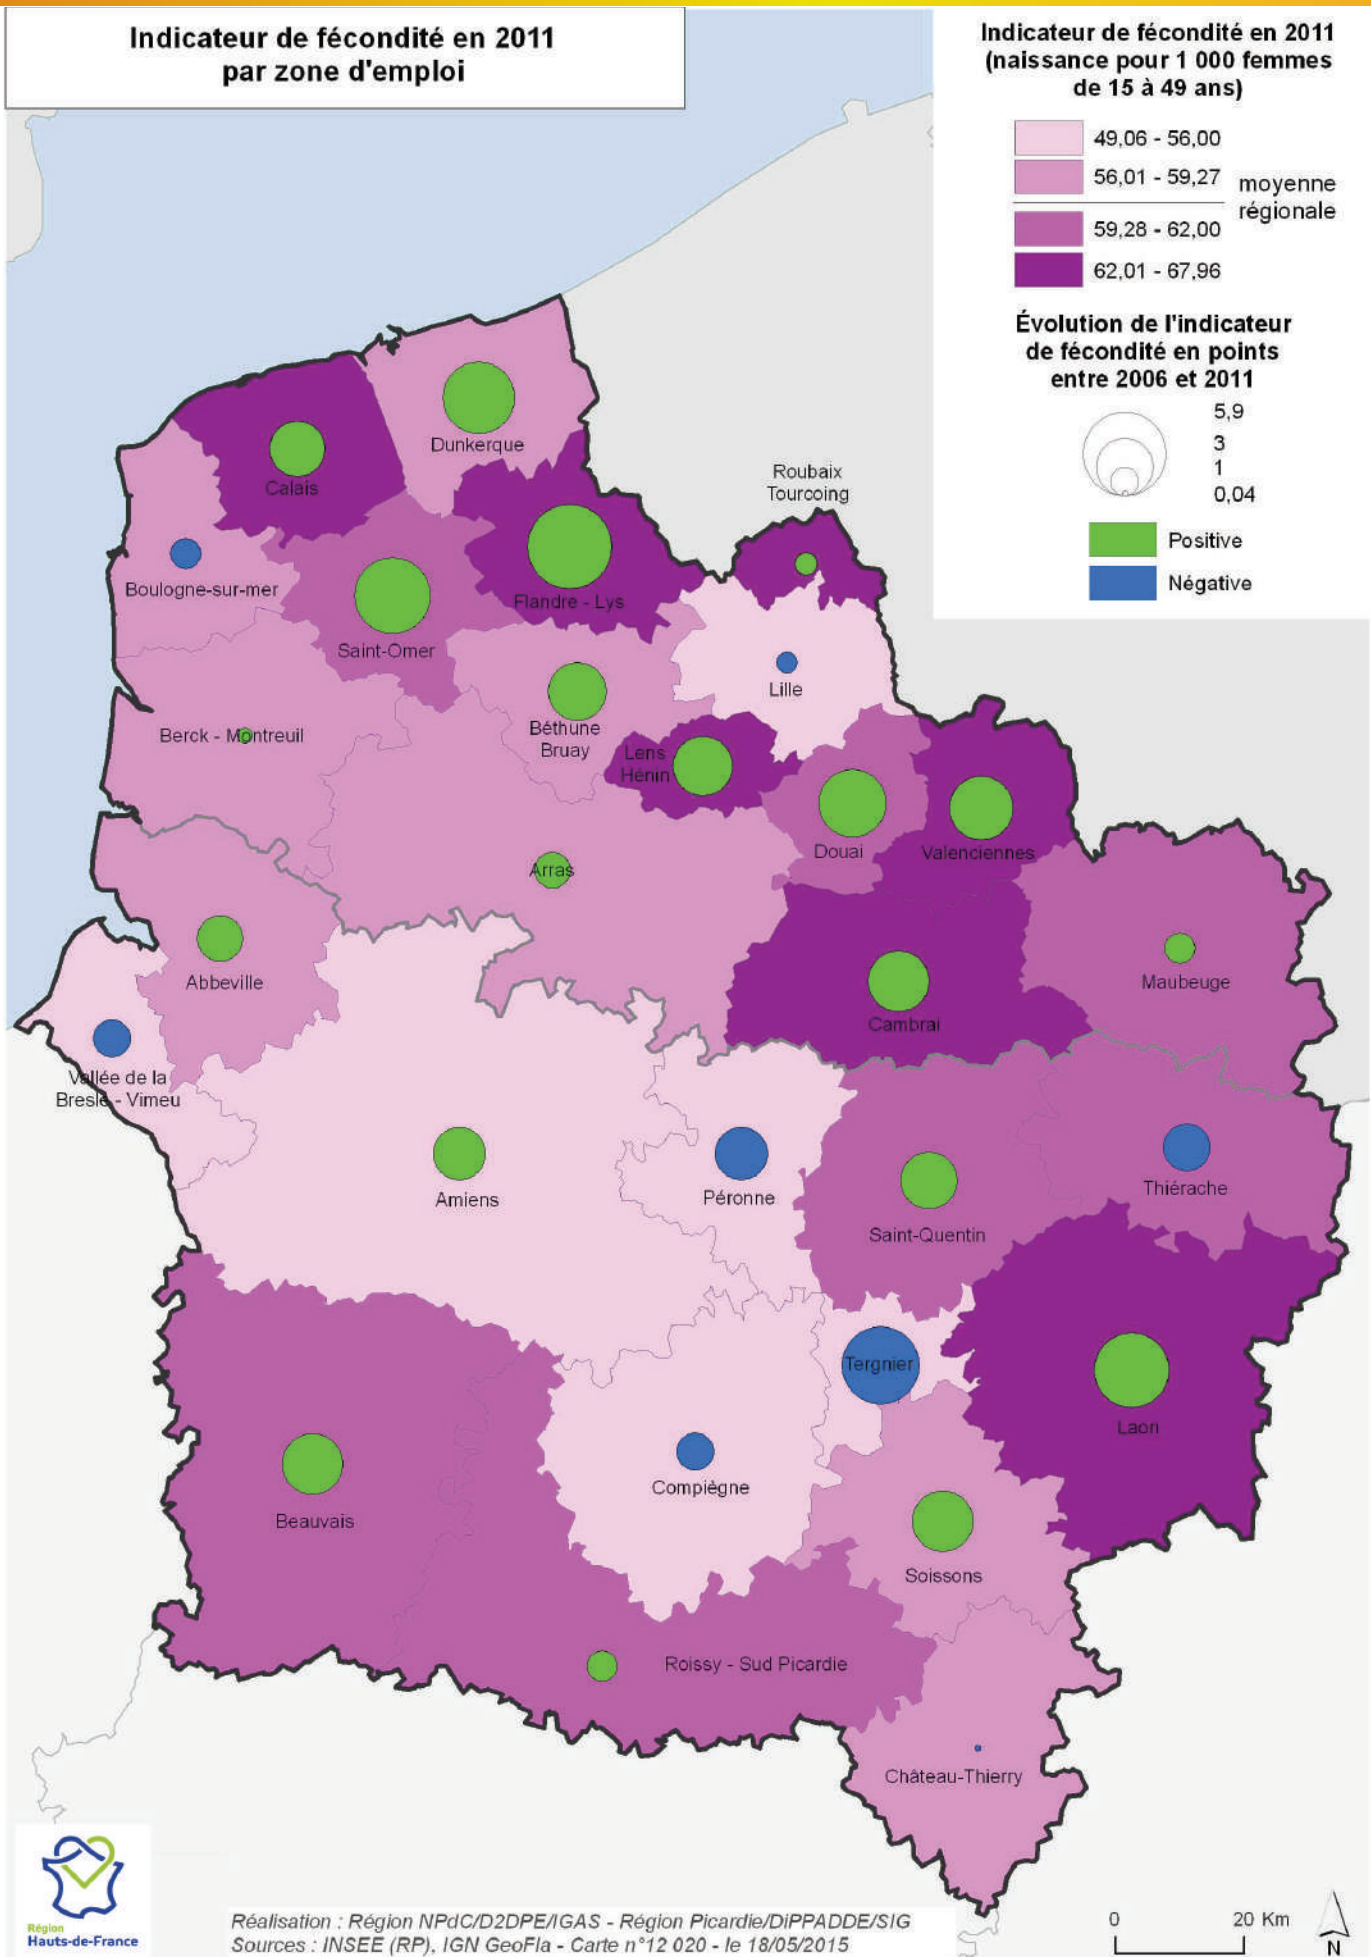 Indicateur de fécondité en 2011
par zone d'emploi
Indicateur de fécondité en 2011
(naissance pour 1 000 femmes
de 15 à 49 ans)
49,06 - 56,00
56,01 - 59,27
moyenne
régionale
59,28 - 62,00
62,01 - 67,96
Évolution de l'indicateur
de fécondité en points
entre 2006 et 2011
5,9
3
1
0,04
Positive
Négative
Dunkerque
Calais
Roubaix
Tourcoing
Boulogne-sur-mer
Flandre - Lys
Saint-Omer
Lille
Berck - Montreuil
Béthune
Bruay
Lens
Hénin
Douai
Valenciennes
Arras
Abbeville
Maubeuge
Cambrai
Vallée de la
Bresle - Vimeu
Amiens
Péronne
Thiérache
Saint-Quentin
Tergnier
Laon
Compiègne
Beauvais
Soissons
Roissy - Sud Picardie
Château-Thierry
Région
Hauts-de-France
Réalisation : Région NPdC/D2DPE/IGAS - Région Picardie/DiPPADDE/SIG
Sources : INSEE (RP), IGN GeoFla - Carte n°12 020 - le 18/05/2015
0 20 Km
N